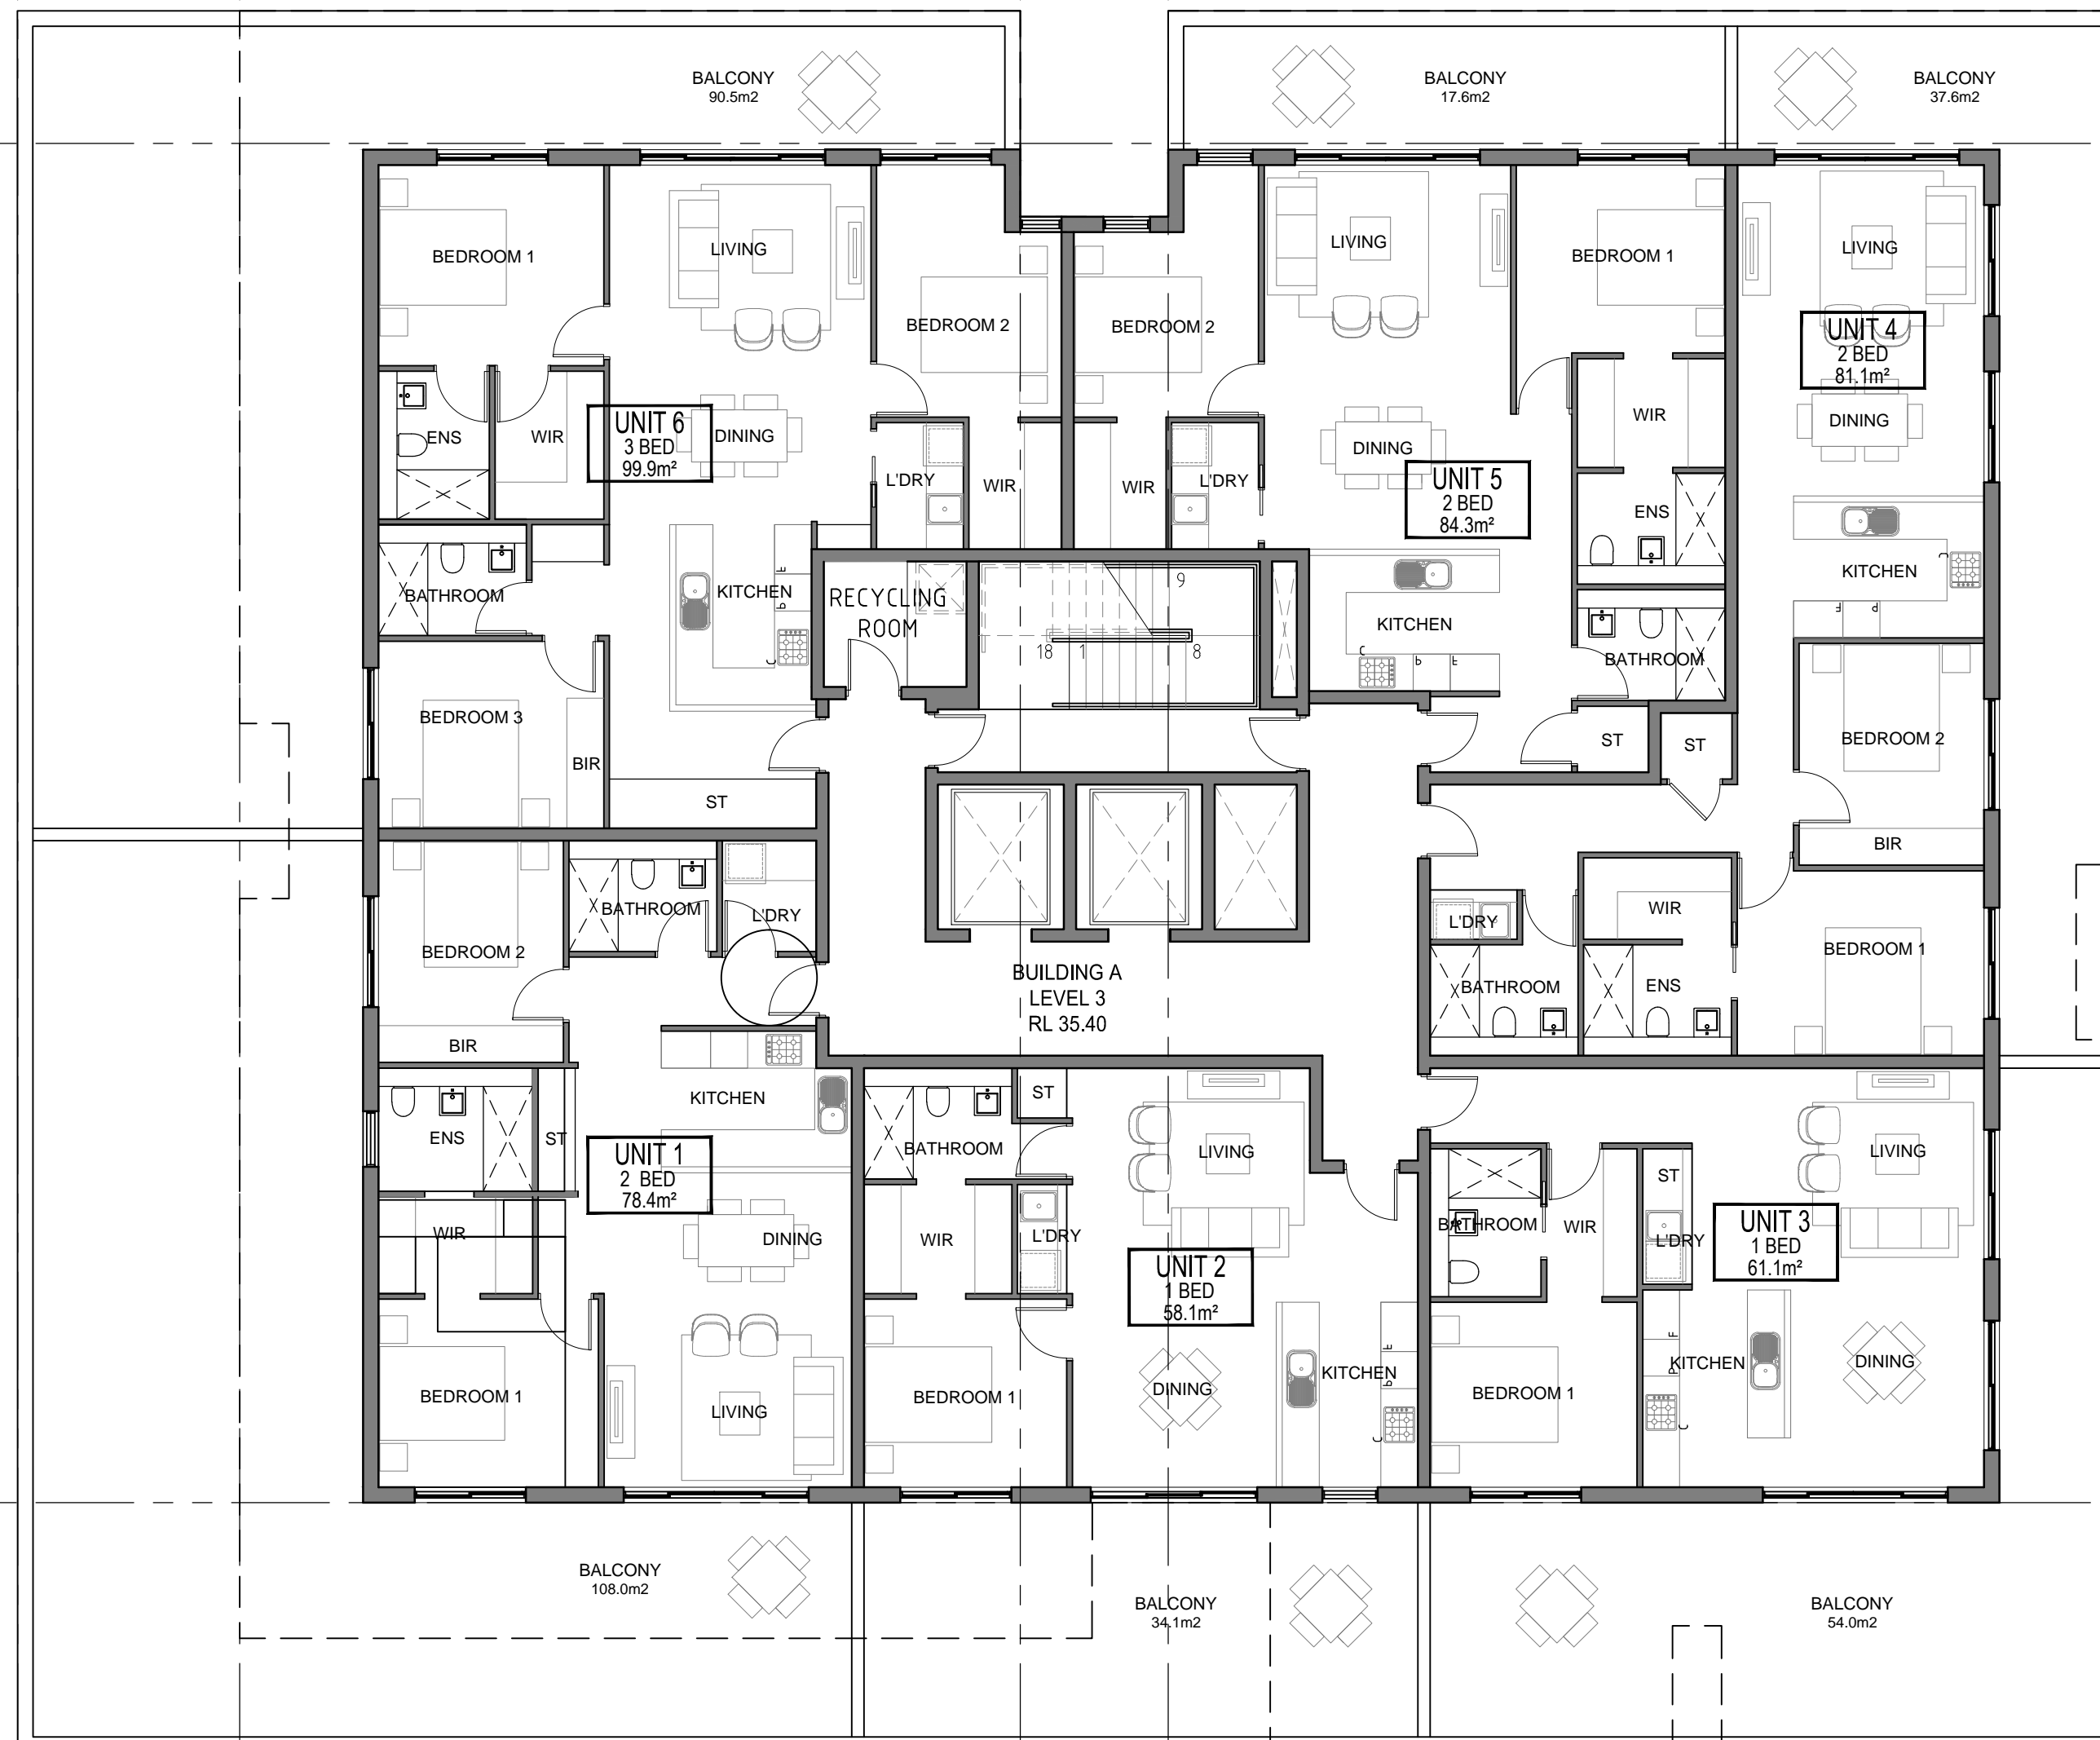 BALCONY
90.5m2
BALCONY
17.6m2
BALCONY
37.6m2
BEDROOM 1
LIVING
BEDROOM 2
BEDROOM 2
LIVING
BEDROOM 1
LIVING
UNIT 4
2 BED
81.1m²
DINING
UNIT 6
3 BED
99.9m²
ENS
WIR
DINING
L'DRY
WIR
WIR
L'DRY
DINING
UNIT 5
2 BED
84.3m²
WIR
ENS
BATHROOM
KITCHEN
F
P
C
RECYCLING
ROOM
9
18
1
8
KITCHEN
C
P
F
BATHROOM
KITCHEN
C
F
P
BEDROOM 3
BIR
ST
ST
ST
BEDROOM 2
BIR
BEDROOM 2
BATHROOM
L'DRY
BIR
BUILDING A
LEVEL 3
RL 35.40
L'DRY
WIR
BEDROOM 1
BATHROOM
ENS
KITCHEN
ENS
ST
UNIT 1
2 BED
78.4m²
WIR
DINING
BEDROOM 1
LIVING
ST
BATHROOM
LIVING
WIR
L'DRY
UNIT 2
1 BED
58.1m²
BEDROOM 1
DINING
KITCHEN
F
P
C
BATHROOM
WIR
ST
L'DRY
LIVING
UNIT 3
1 BED
61.1m²
BEDROOM 1
F
P
KITCHEN
C
DINING
BALCONY
108.0m2
BALCONY
34.1m2
BALCONY
54.0m2